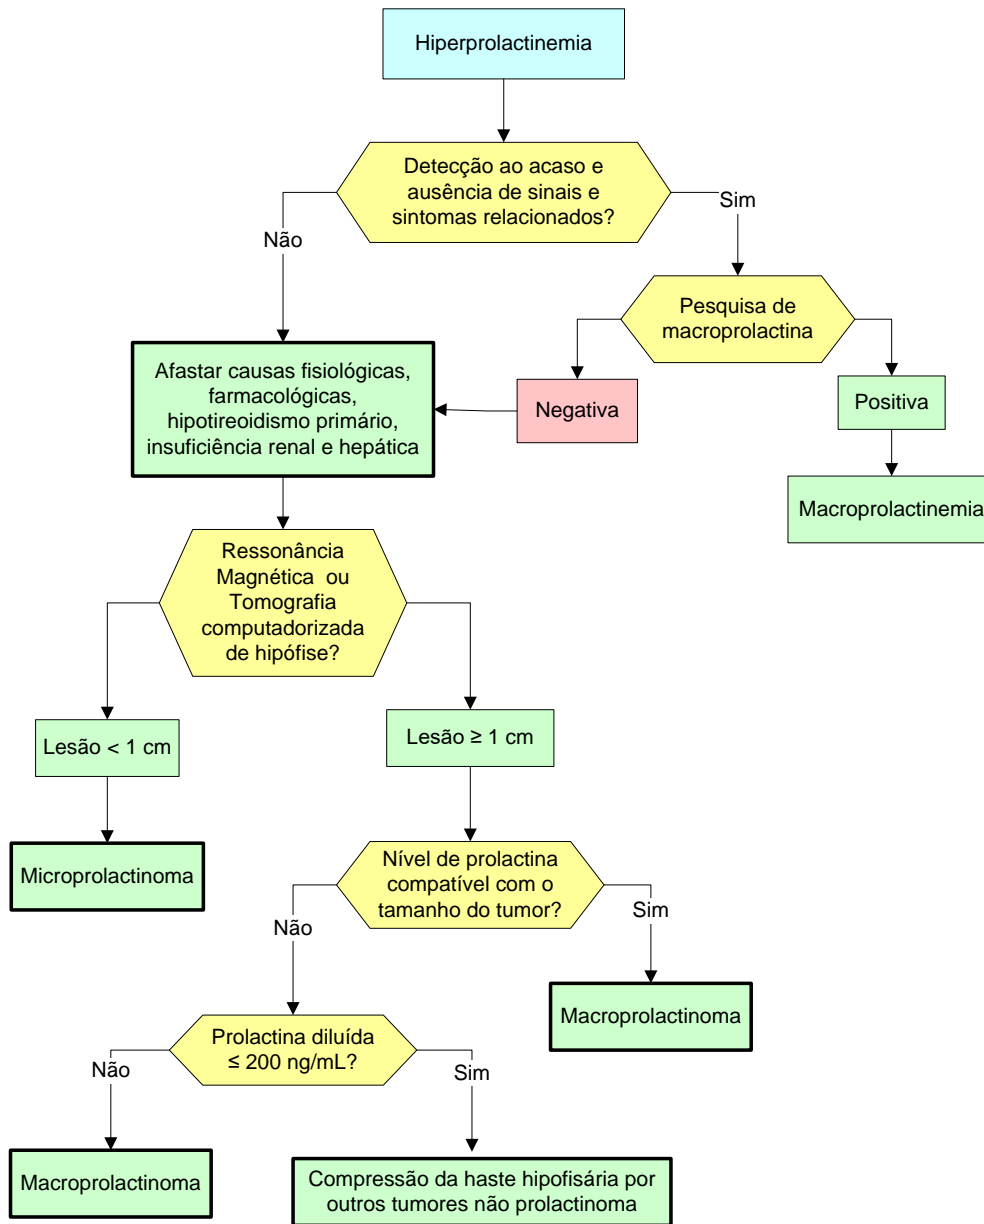 Hiperprolactinemia
Detecção ao acaso e
ausência de sinais e
sintomas relacionados?
Não
Sim
Pesquisa de
macroprolactina
Afastar causas fisiológicas,
farmacológicas,
hipotireoidismo primário,
insuficiência renal e hepática
Negativa
Positiva
Macroprolactinemia
Ressonância
Magnética ou
Tomografia
computadorizada
de hipófise?
Lesão < 1 cm
Lesão ≥ 1 cm
Microprolactinoma
Nível de prolactina
compatível com o
tamanho do tumor?
Não
Sim
Macroprolactinoma
Prolactina diluída
≤ 200 ng/mL?
Não
Sim
Macroprolactinoma
Compressão da haste hipofisária por
outros tumores não prolactinoma